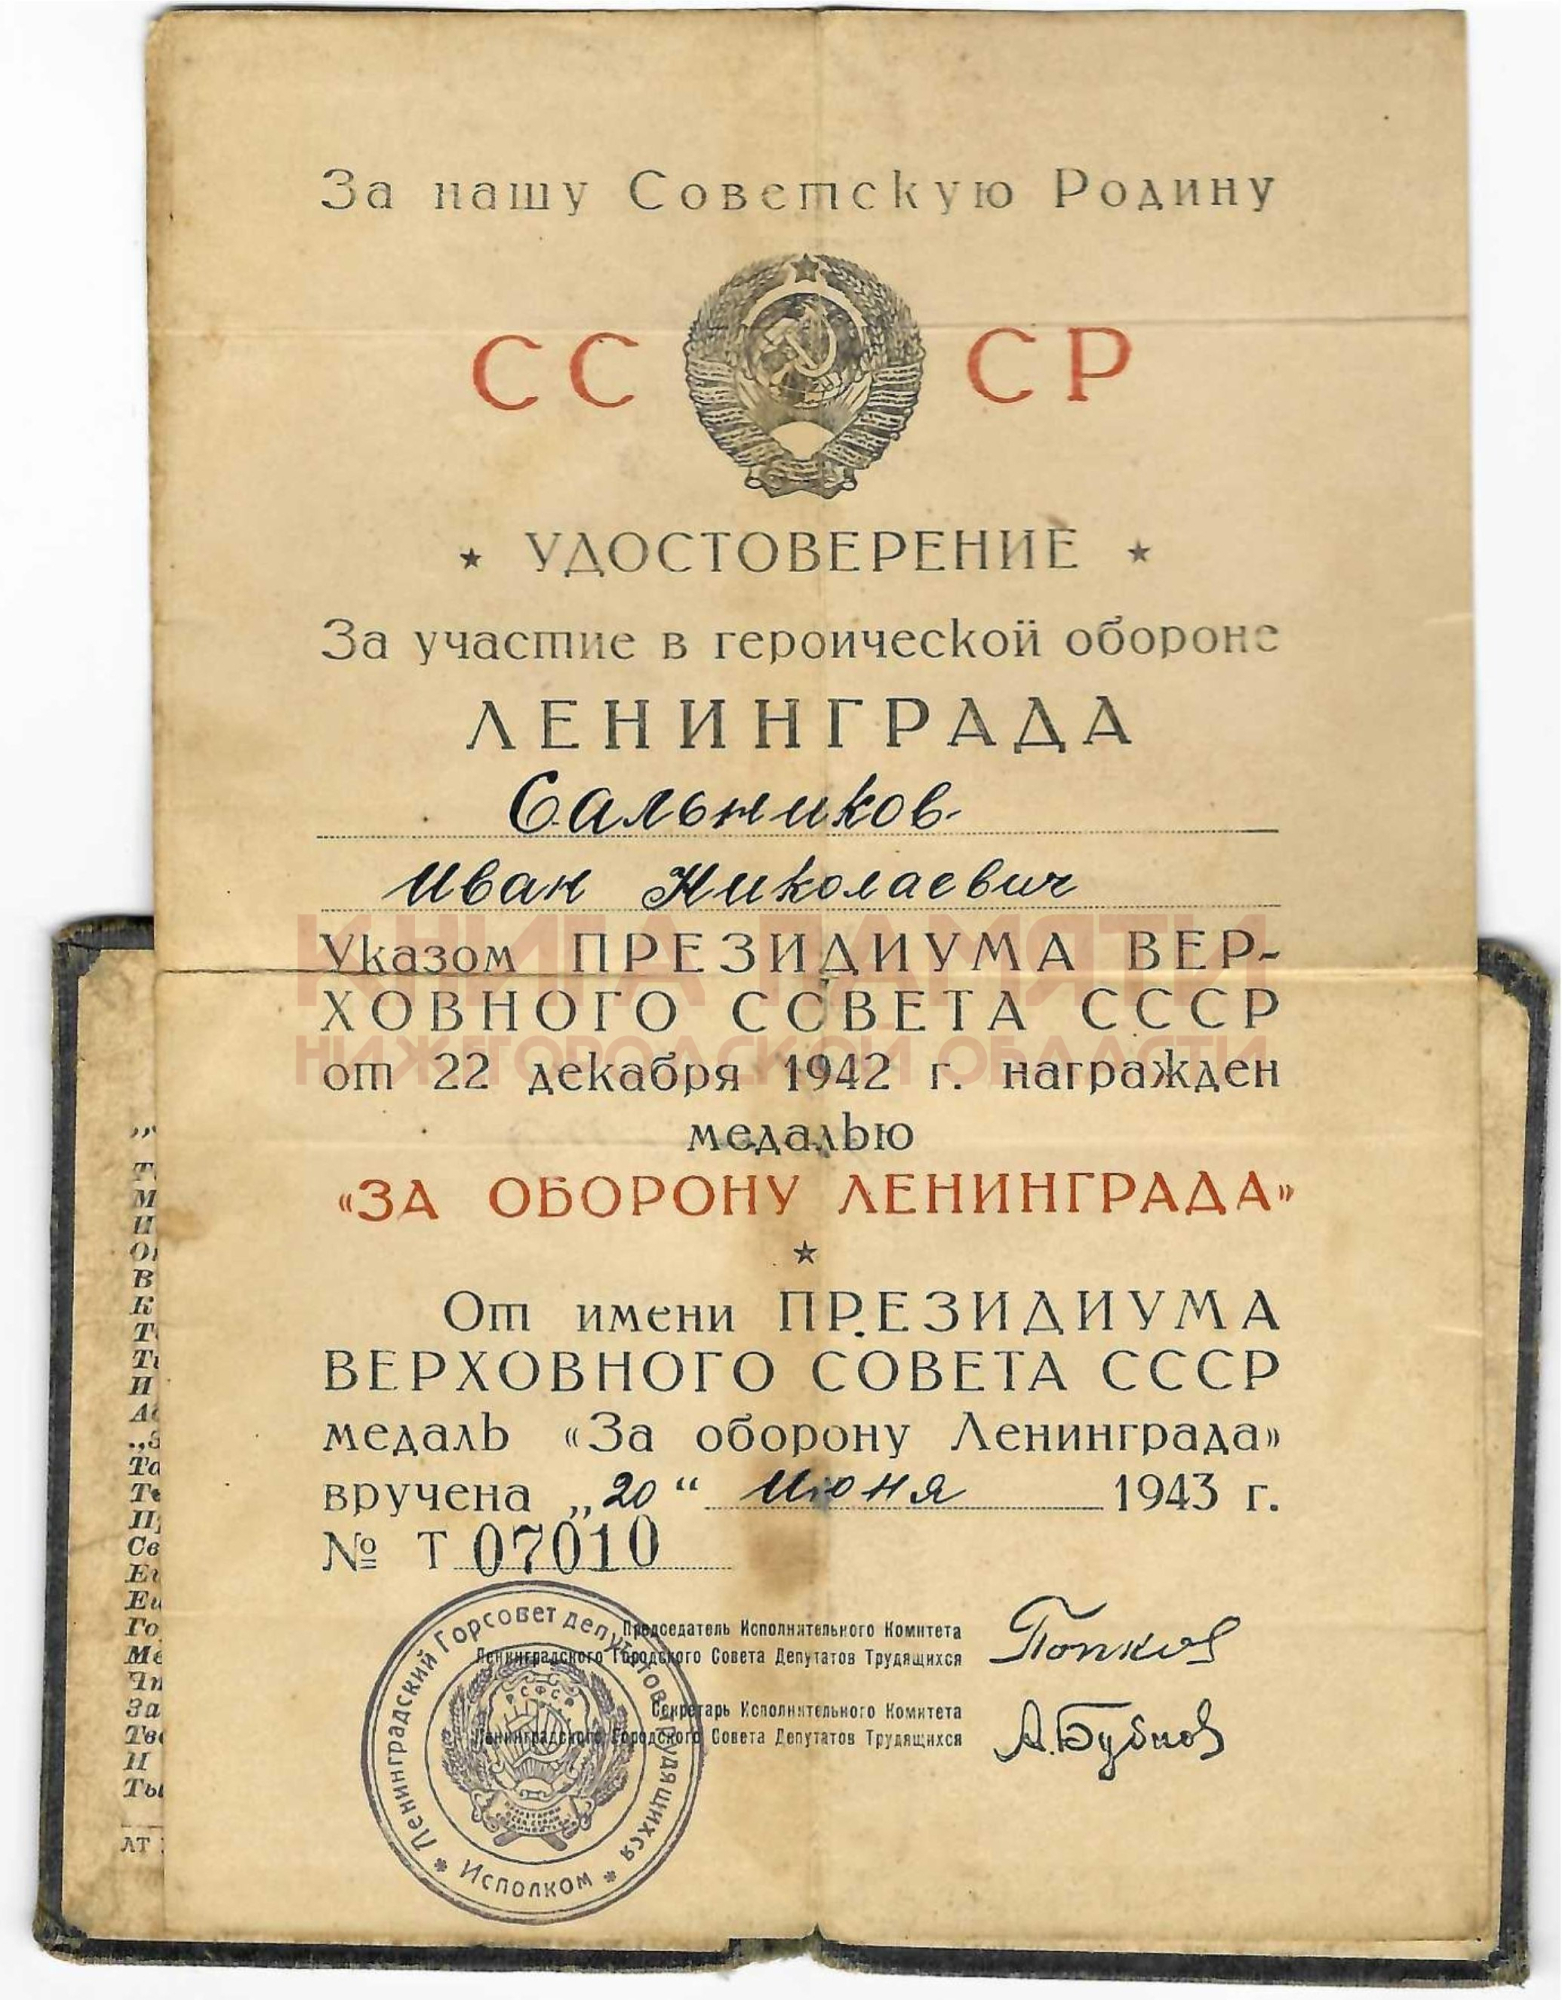 За нашу Советскую Родину
СС СР
УДОСТОВЕРЕНИЕ
За участие в героической обороне
ЛЕНИНГРАДА
Сальников
Иван Николаевич
КНИГА ПАМЯТИ
НИЖЕГОРОДСКОЙ ОБЛАСТИ
Указом ПРЕЗИДИУМА ВЕР-
ХОВНОГО СОВЕТА СССР
от 22 декабря 1942 г. награжден
медалью
«ЗА ОБОРОНУ ЛЕНИНГРАДА»
От имени ПРЕЗИДИУМА
ВЕРХОВНОГО СОВЕТА СССР
медаль «За оборону Ленинграда»
вручена „20“ Июня 1943 г.
№ Т 07010
Председатель Исполнительного Комитета
Ленинградского Городского Совета Депутатов Трудящихся
Попков
Секретарь Исполнительного Комитета
Ленинградского Городского Совета Депутатов Трудящихся
А.Бубнов
Ленинградский Горсовет депутатов трудящихся
Исполком
РСФСР
И
В
К
И
И
ЛТ